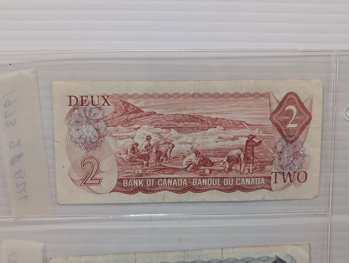 DEUX
2
2
BANK OF CANADA · BANQUE DU CANADA
TWO